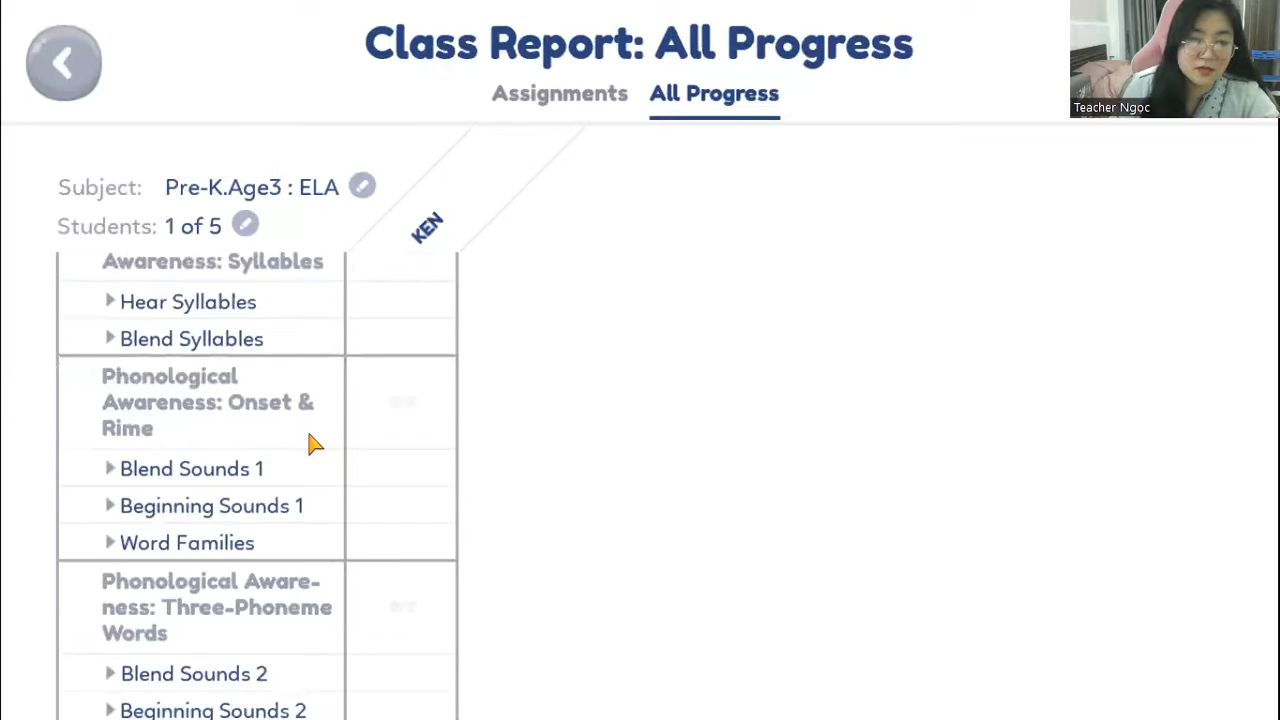 Class Report: All Progress
Assignments All Progress
Teacher Ngọc
Subject: Pre-K.Age3 : ELA
Students: 1 of 5
KEN
Awareness: Syllables
Hear Syllables
Blend Syllables
Phonological
Awareness: Onset &
Rime
Blend Sounds 1
Beginning Sounds 1
Word Families
Phonological Aware-
ness: Three-Phoneme
Words
Blend Sounds 2
Beginning Sounds 2